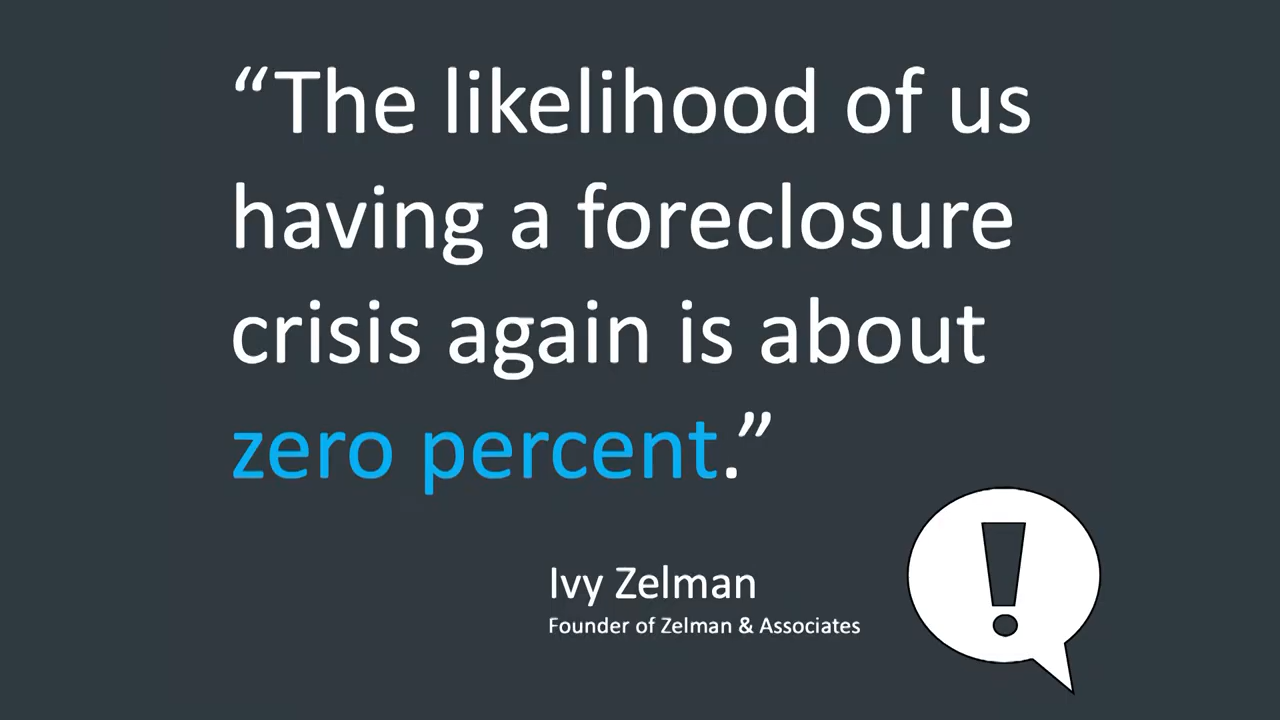 “The likelihood of us
having a foreclosure
crisis again is about
zero percent.”
Ivy Zelman
Founder of Zelman & Associates
!